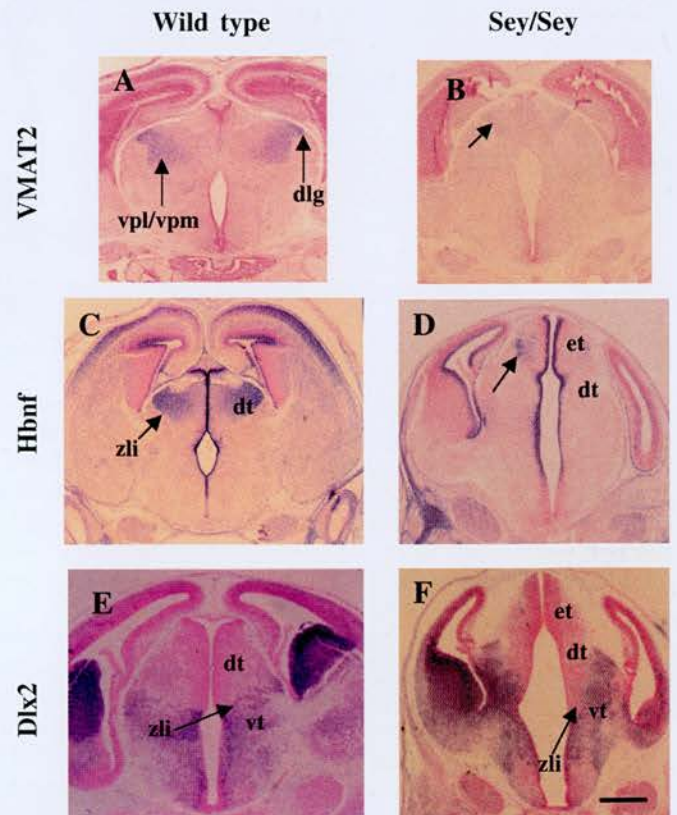 Wild type
Sey/Sey
VMAT2
A
vpl/vpm
dlg
B
Hbnf
C
zli
dt
D
et
dt
Dlx2
E
dt
zli
vt
F
et
dt
vt
zli